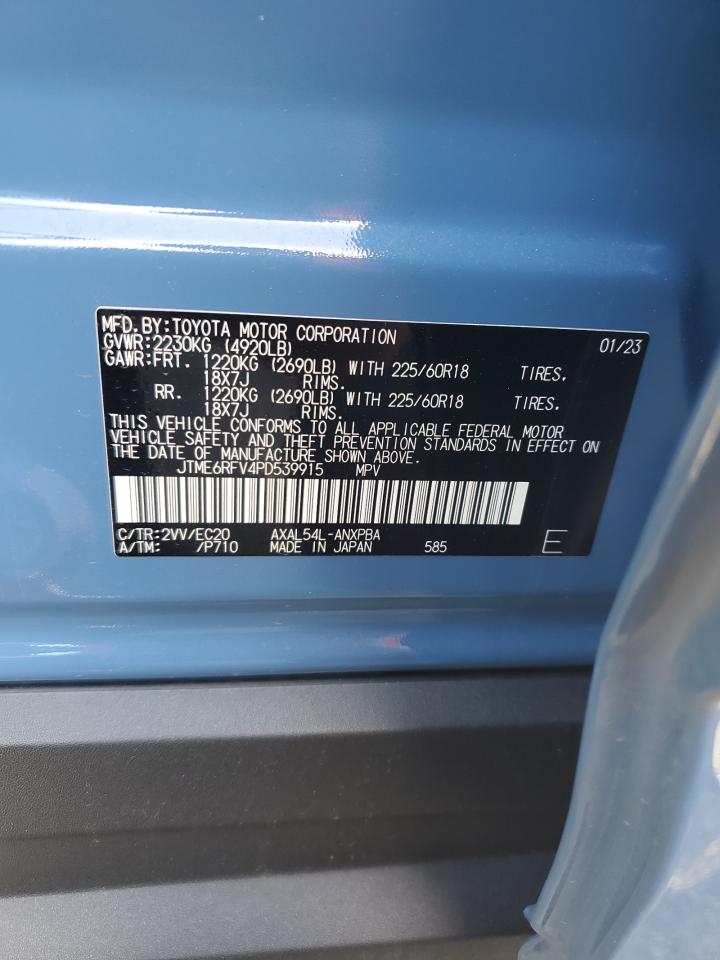 MFD.BY:TOYOTA MOTOR CORPORATION 01/23
GVWR:2230KG (4920LB)
GAWR:FRT. 1220KG (2690LB) WITH 225/60R18 TIRES.
18X7J RIMS.
RR. 1220KG (2690LB) WITH 225/60R18 TIRES.
18X7J RIMS.
THIS VEHICLE CONFORMS TO ALL APPLICABLE FEDERAL MOTOR
VEHICLE SAFETY AND THEFT PREVENTION STANDARDS IN EFFECT ON
THE DATE OF MANUFACTURE SHOWN ABOVE.
JTME6RFV4PD539915 MPV
C/TR:2VV/EC20 AXAL54L-ANXPBA
A/TM: /P710 MADE IN JAPAN 585 E